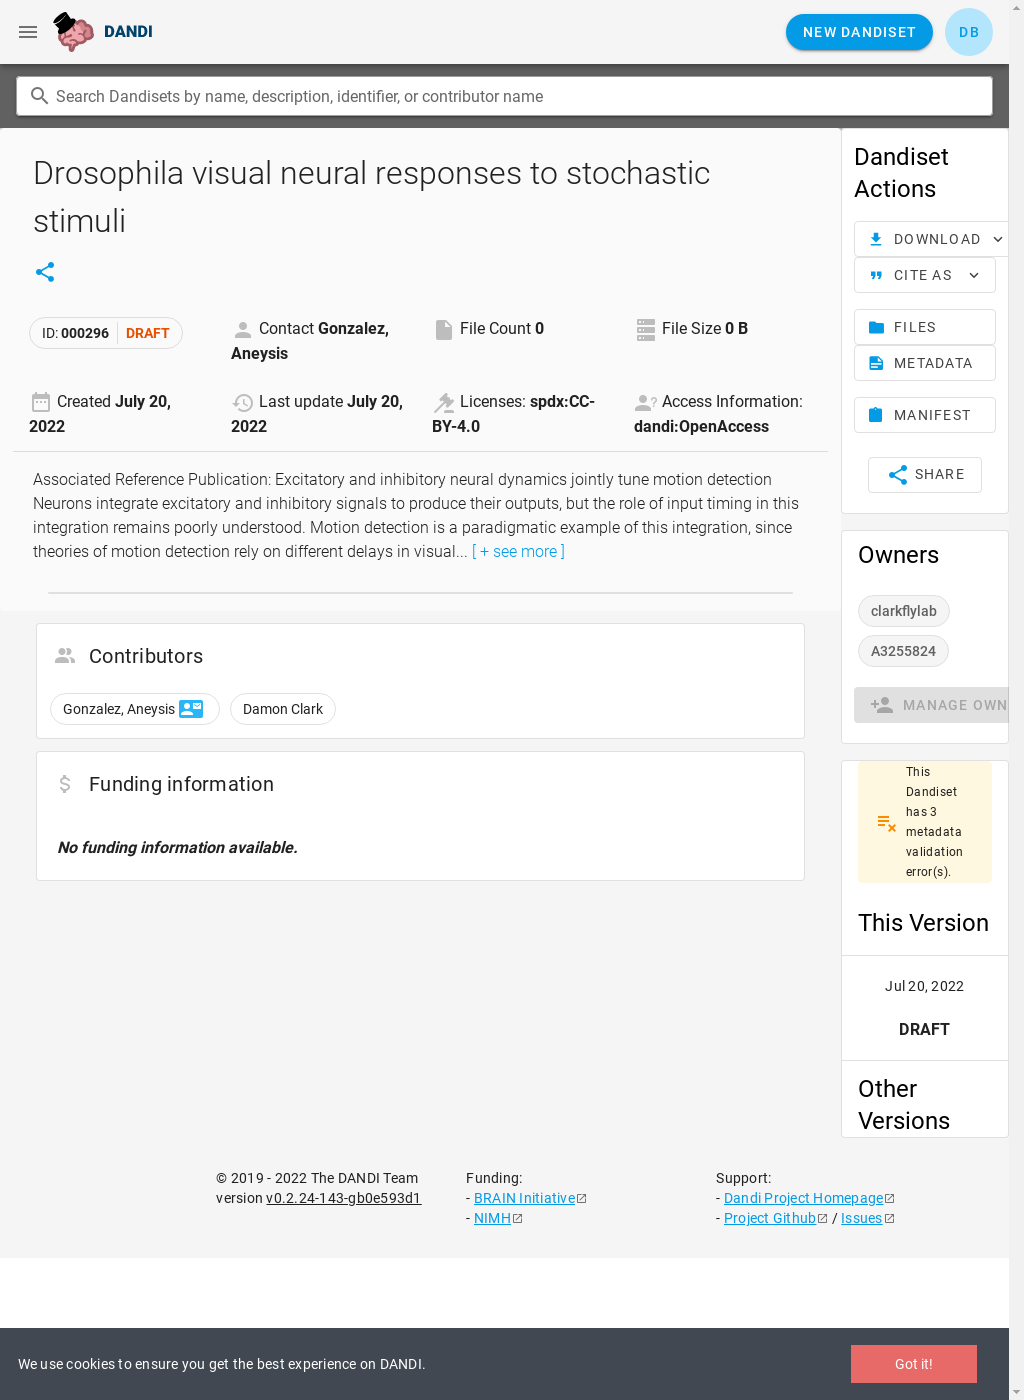 DANDI
NEW DANDISET
DB
Search Dandisets by name, description, identifier, or contributor name
Drosophila visual neural responses to stochastic
stimuli
ID: 000296 DRAFT
Contact Gonzalez,
Aneysis
File Count 0
File Size 0 B
Created July 20,
2022
Last update July 20,
2022
Licenses: spdx:CC-
BY-4.0
Access Information:
dandi:OpenAccess
Associated Reference Publication: Excitatory and inhibitory neural dynamics jointly tune motion detection
Neurons integrate excitatory and inhibitory signals to produce their outputs, but the role of input timing in this
integration remains poorly understood. Motion detection is a paradigmatic example of this integration, since
theories of motion detection rely on different delays in visual... [ + see more ]
Contributors
Gonzalez, Aneysis
Damon Clark
Funding information
No funding information available.
Dandiset
Actions
DOWNLOAD
CITE AS
FILES
METADATA
MANIFEST
SHARE
Owners
clarkflylab
A3255824
MANAGE OWN
This
Dandiset
has 3
metadata
validation
error(s).
This Version
Jul 20, 2022
DRAFT
Other
Versions
© 2019 - 2022 The DANDI Team
version v0.2.24-143-gb0e593d1
Funding:
- BRAIN Initiative
- NIMH
Support:
- Dandi Project Homepage
- Project Github / Issues
We use cookies to ensure you get the best experience on DANDI.
Got it!